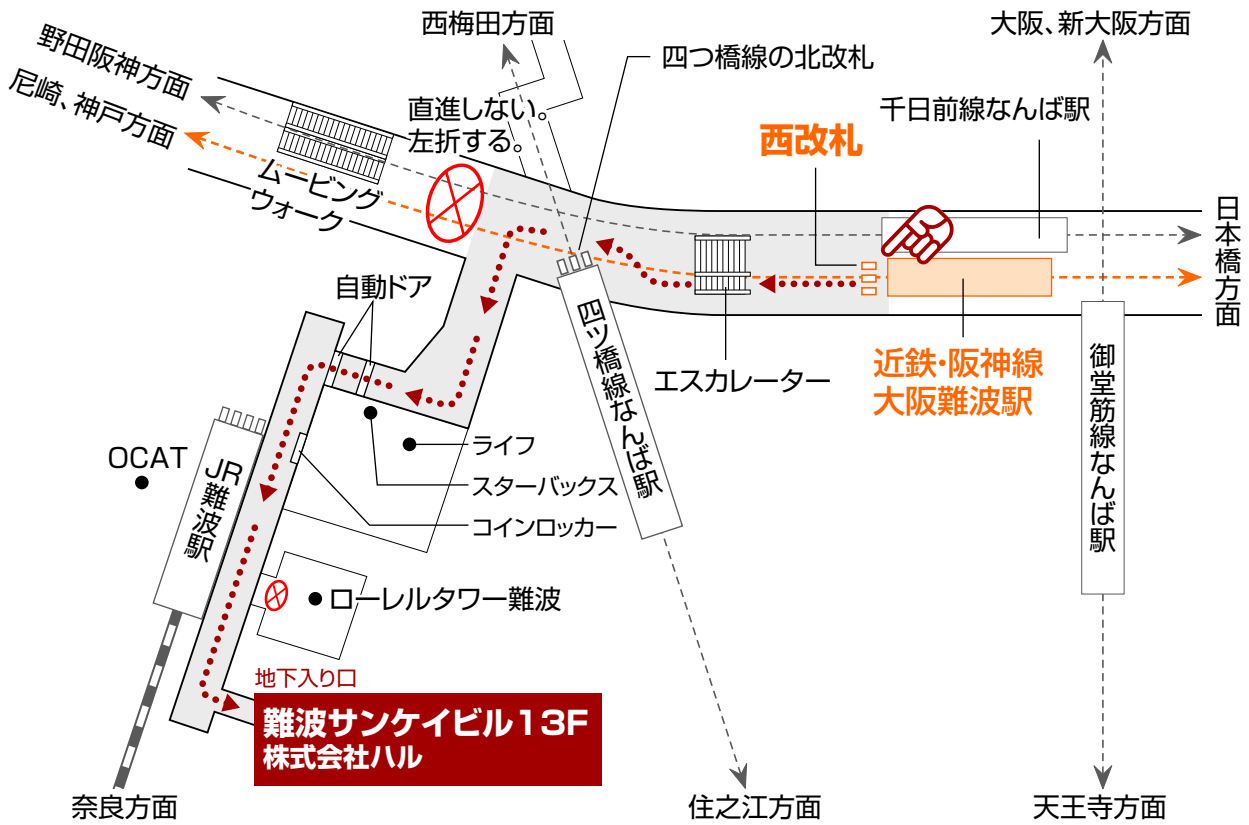 西梅田方面
大阪、新大阪方面
野田阪神方面
尼崎、神戸方面
四つ橋線の北改札
直進しない。
左折する。
千日前線なんば駅
西改札
ムービング
ウォーク
日本橋方面
自動ドア
四ツ橋線なんば駅
エスカレーター
近鉄・阪神線
大阪難波駅
御堂筋線なんば駅
OCAT
JR難波駅
ライフ
スターバックス
コインロッカー
ローレルタワー難波
地下入り口
難波サンケイビル13F
株式会社ハル
奈良方面
住之江方面
天王寺方面